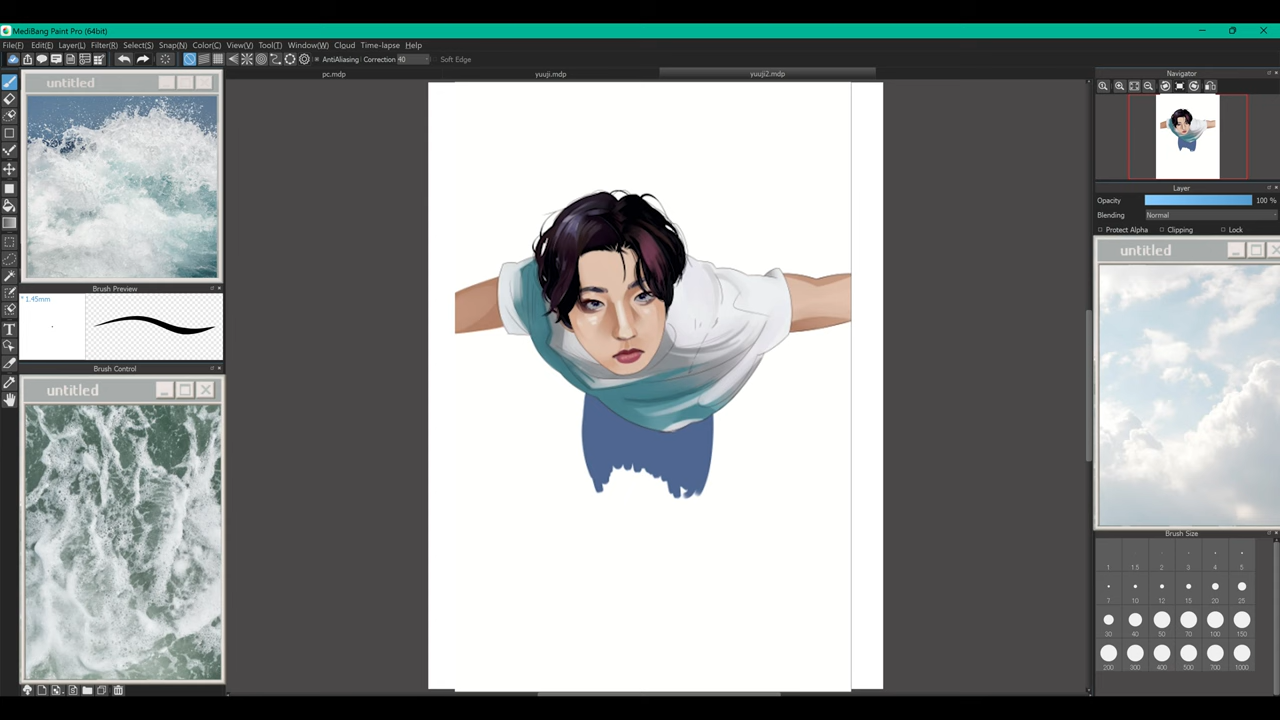 MediBang Paint Pro (64bit)
File(F) Edit(E) Layer(L) Filter(R) Select(S) Snap(N) Color(C) View(V) Tool(T) Window(W) Cloud Time-lapse Help
AntiAliasing Correction 40 Soft Edge
pc.mdp yuuji.mdp yuuji2.mdp
untitled
Brush Preview
* 1.45mm
Brush Control
untitled
Navigator
Layer
Opacity 100 %
Blending Normal
Protect Alpha Clipping Lock
untitled
Brush Size
1 1.5 2 3 4 5
7 10 12 15 20 25
30 40 50 70 100 150
200 300 400 500 700 1000